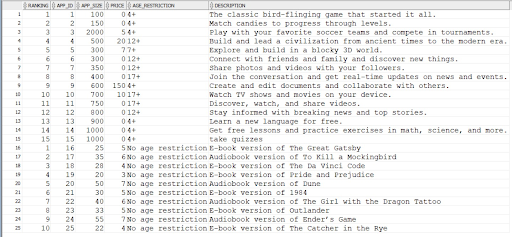 RANKING APP_ID APP_SIZE PRICE AGE_RESTRICTION DESCRIPTION
1 1 1 100 0 4+ The classic bird-flinging game that started it all.
2 2 2 150 0 4+ Match candies to progress through levels.
3 3 3 2000 5 4+ Play with your favorite soccer teams and compete in tournaments.
4 4 4 500 20 12+ Build and lead a civilization from ancient times to the modern era.
5 5 5 300 7 7+ Explore and build in a blocky 3D world.
6 6 6 300 0 12+ Connect with friends and family and discover new things.
7 7 7 350 0 12+ Share photos and videos with your followers.
8 8 8 400 0 17+ Join the conversation and get real-time updates on news and events.
9 9 9 600 150 4+ Create and edit documents and collaborate with others.
10 10 10 700 10 17+ Watch TV shows and movies on your device.
11 11 11 750 0 17+ Discover, watch, and share videos.
12 12 12 800 0 12+ Stay informed with breaking news and top stories.
13 13 13 900 0 4+ Learn a new language for free.
14 14 14 1000 0 4+ Get free lessons and practice exercises in math, science, and more.
15 15 15 1000 0 4+ take quizzes
16 1 16 25 5 No age restriction E-book version of The Great Gatsby
17 2 17 35 6 No age restriction Audiobook version of To Kill a Mockingbird
18 3 18 28 4 No age restriction E-book version of The Da Vinci Code
19 4 19 20 3 No age restriction E-book version of Pride and Prejudice
20 5 20 50 7 No age restriction Audiobook version of Dune
21 6 21 30 5 No age restriction E-book version of 1984
22 7 22 40 6 No age restriction Audiobook version of The Girl with the Dragon Tattoo
23 8 23 33 5 No age restriction E-book version of Outlander
24 9 24 55 7 No age restriction Audiobook version of Ender's Game
25 10 25 22 4 No age restriction E-book version of The Catcher in the Rye